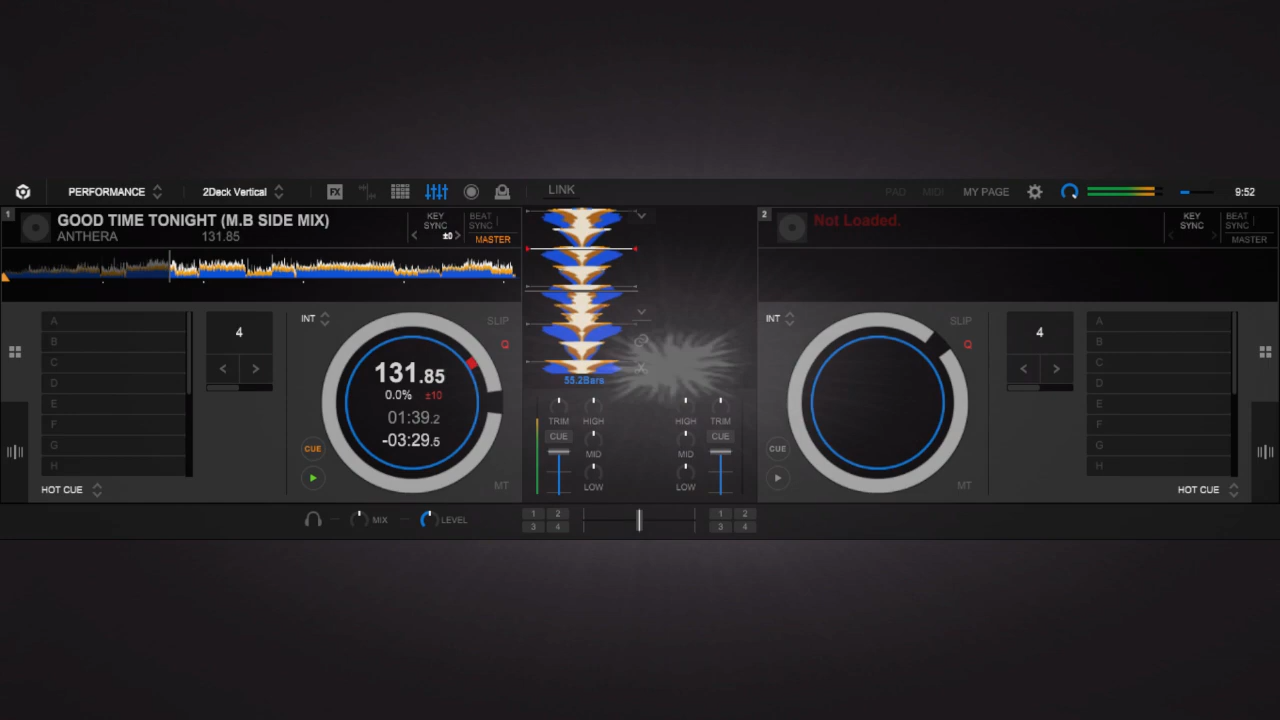 PERFORMANCE 2Deck Vertical FX LINK PAD MIDI MY PAGE 9:52
1 GOOD TIME TONIGHT (M.B SIDE MIX) KEY SYNC BEAT SYNC
ANTHERA 131.85 ±0 MASTER
2 Not Loaded. KEY SYNC BEAT SYNC
MASTER
A
B
C
D
E
F
G
H
HOT CUE
4
INT SLIP
Q
131.85
0.0% ±10
01:39.2
-03:29.5
CUE
MT
55.2Bars
TRIM HIGH HIGH TRIM
CUE CUE
MID MID
LOW LOW
INT SLIP
Q
CUE
MT
4
A
B
C
D
E
F
G
H
HOT CUE
MIX LEVEL
1 2 1 2
3 4 3 4